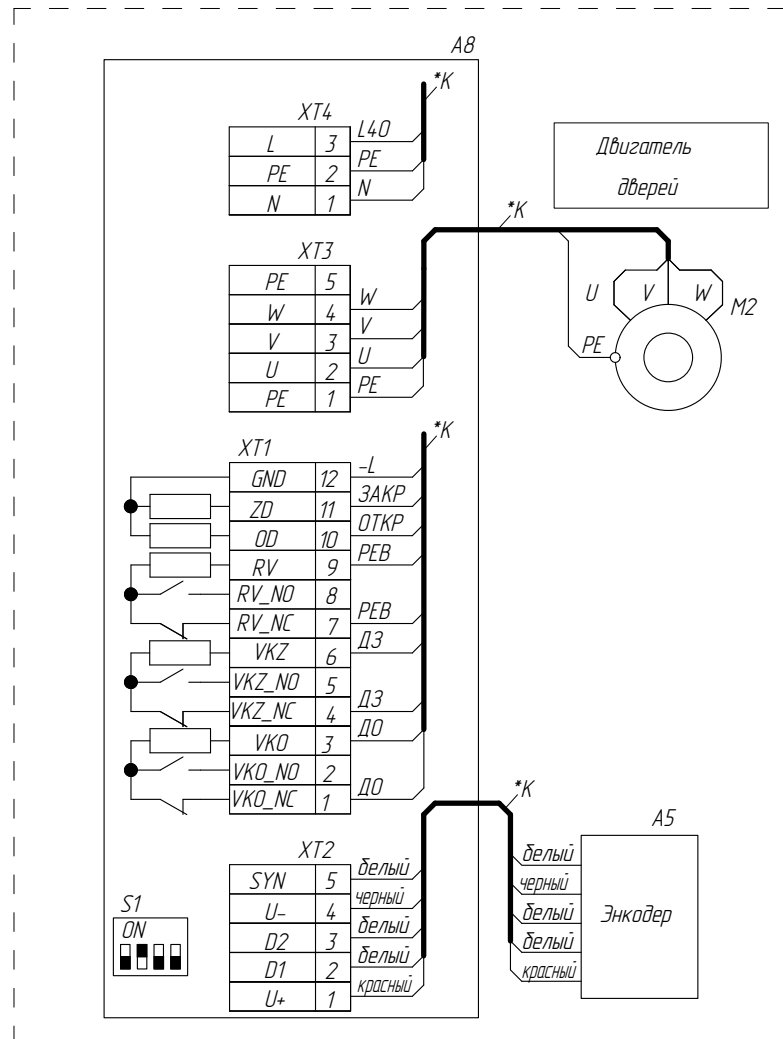 A8
*K
XT4
L 3 L40
PE 2 PE
N 1 N
Двигатель
дверей
*K
XT3
PE 5
W 4 W
V 3 V
U 2 U
PE 1 PE
U V W M2
PE
*K
XT1
GND 12 -L
ZD 11 ЗАКР
OD 10 ОТКР
RV 9 РЕВ
RV_NO 8
RV_NC 7 РЕВ
VKZ 6 ДЗ
VKZ_NO 5
VKZ_NC 4 ДЗ
VKO 3 ДО
VKO_NO 2
VKO_NC 1 ДО
*K
XT2
SYN 5 белый
U- 4 черный
D2 3 белый
D1 2 белый
U+ 1 красный
A5
белый
черный
белый
белый
красный
Энкодер
S1
ON